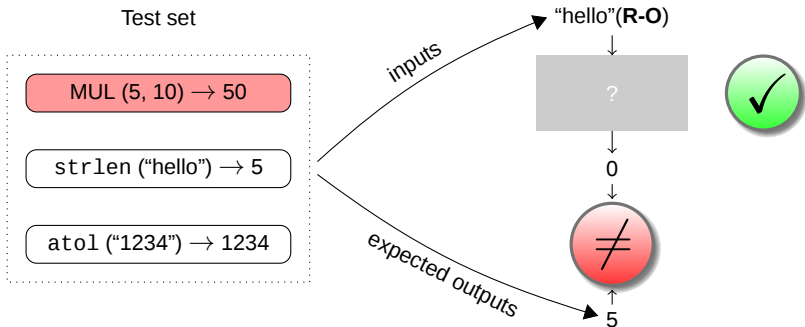 Test set
MUL (5, 10) → 50
strlen (“hello”) → 5
atol (“1234”) → 1234
inputs
expected outputs
“hello”(R-O)
?
0
≠
5